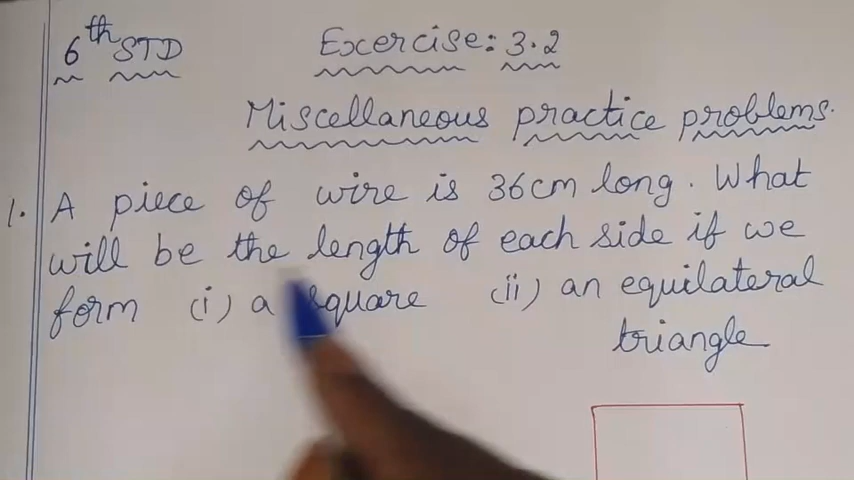 6th STD Excercise: 3.2
Miscellaneous practice problems.
1. A piece of wire is 36cm long. What
will be the length of each side if we
form (i) a square (ii) an equilateral
triangle